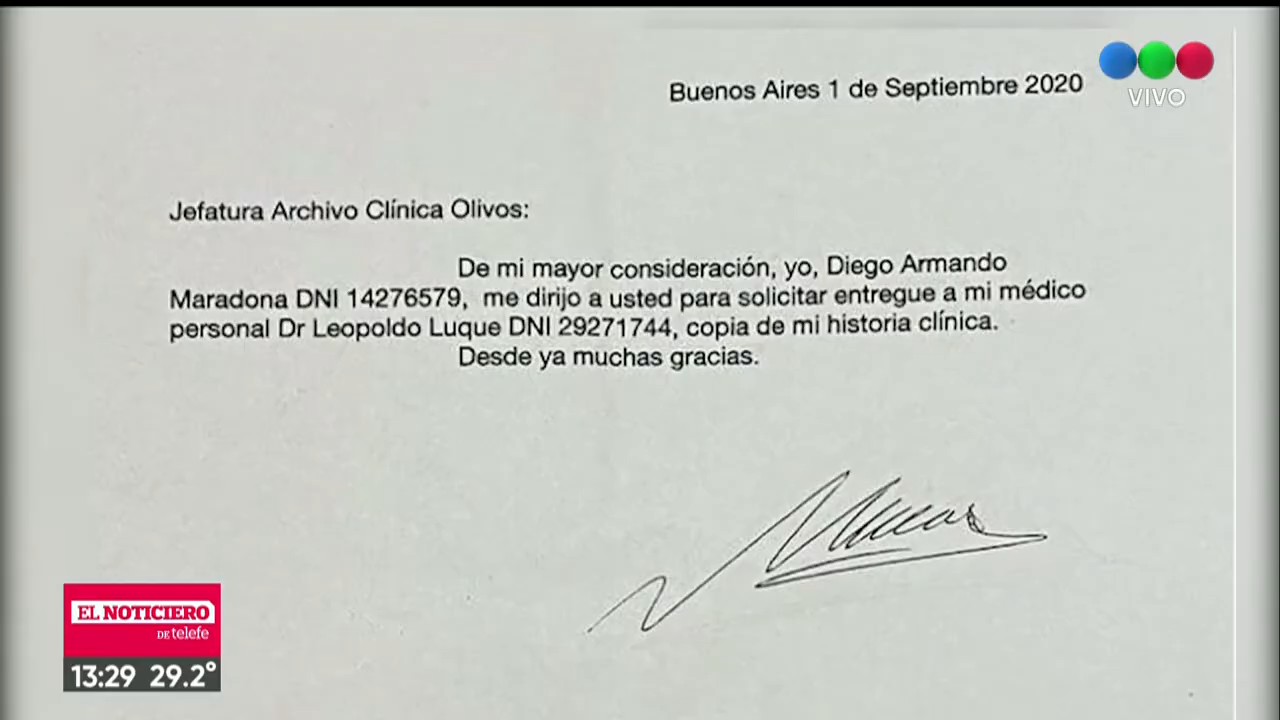 Buenos Aires 1 de Septiembre 2020
VIVO
Jefatura Archivo Clínica Olivos:
De mi mayor consideración, yo, Diego Armando
Maradona DNI 14276579, me dirijo a usted para solicitar entregue a mi médico
personal Dr Leopoldo Luque DNI 29271744, copia de mi historia clínica.
Desde ya muchas gracias.
EL NOTICIERO
DE telefe
13:29 29.2°